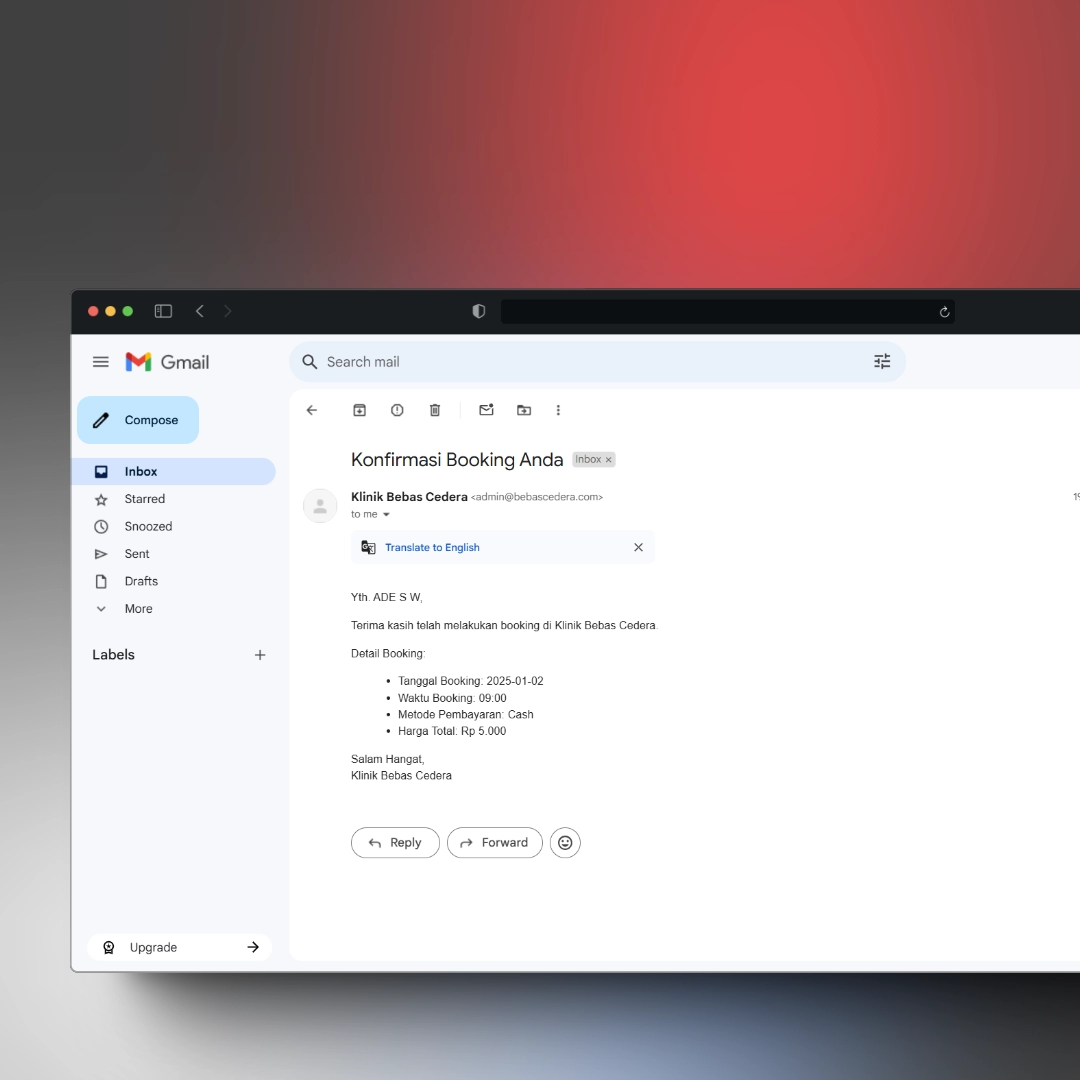 Gmail
Search mail
Compose
Inbox
Starred
Snoozed
Sent
Drafts
More
Labels
Upgrade
Konfirmasi Booking Anda Inbox ×
Klinik Bebas Cedera <admin@bebascedera.com>
to me
Translate to English
Yth. ADE S W,
Terima kasih telah melakukan booking di Klinik Bebas Cedera.
Detail Booking:
• Tanggal Booking: 2025-01-02
• Waktu Booking: 09:00
• Metode Pembayaran: Cash
• Harga Total: Rp 5.000
Salam Hangat,
Klinik Bebas Cedera
Reply Forward